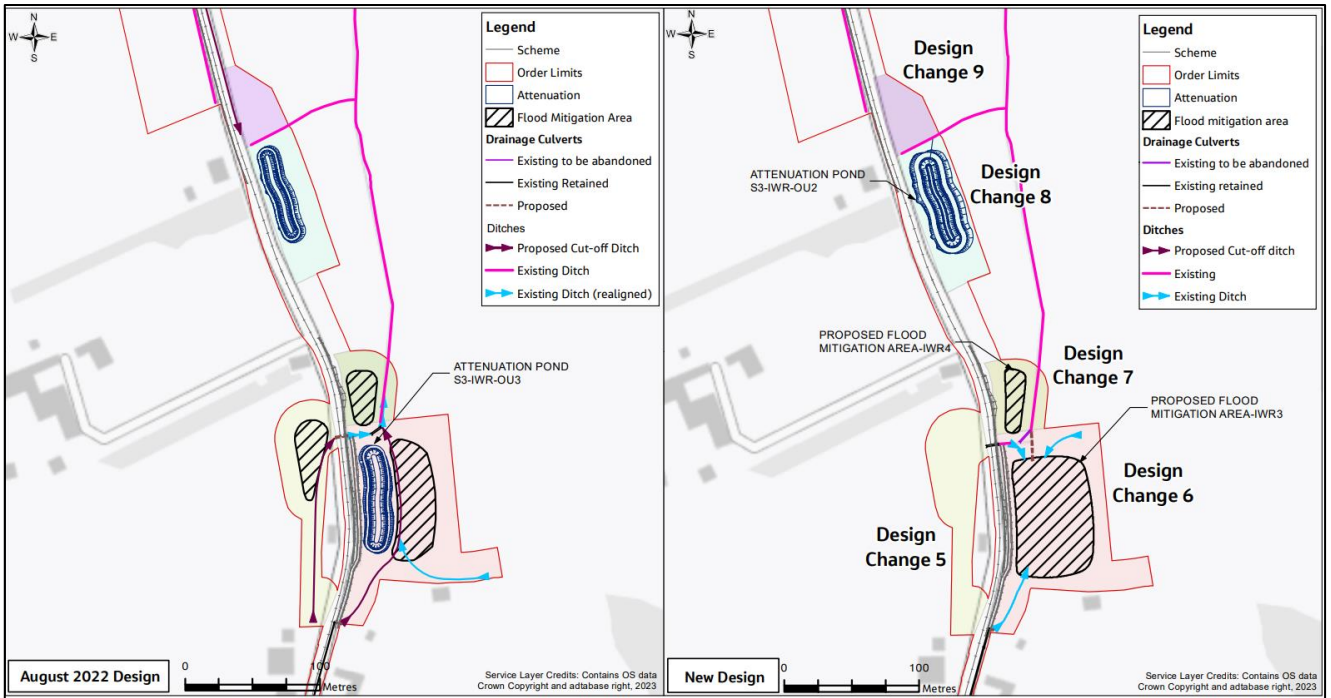 N
W E
S
Legend
Scheme
Order Limits
Attenuation
Flood Mitigation Area
Drainage Culverts
Existing to be abandoned
Existing Retained
Proposed
Ditches
Proposed Cut-off Ditch
Existing Ditch
Existing Ditch (realigned)
ATTENUATION POND
S3-IWR-OU3
August 2022 Design
0 100
Metres
Service Layer Credits: Contains OS data
Crown Copyright and adtabase right, 2023
N
W E
S
Design
Change 9
Legend
Scheme
Order Limits
Attenuation
Flood mitigation area
Drainage Culverts
Existing to be abandoned
Existing retained
Proposed
Ditches
Proposed Cut-off ditch
Existing
Existing Ditch
ATTENUATION POND
S3-IWR-OU2
Design
Change 8
PROPOSED FLOOD
MITIGATION AREA-IWR4
Design
Change 7
PROPOSED FLOOD
MITIGATION AREA-IWR3
Design
Change 6
Design
Change 5
New Design
0 100
Metres
Service Layer Credits: Contains OS data
Crown Copyright and adtabase right, 2023